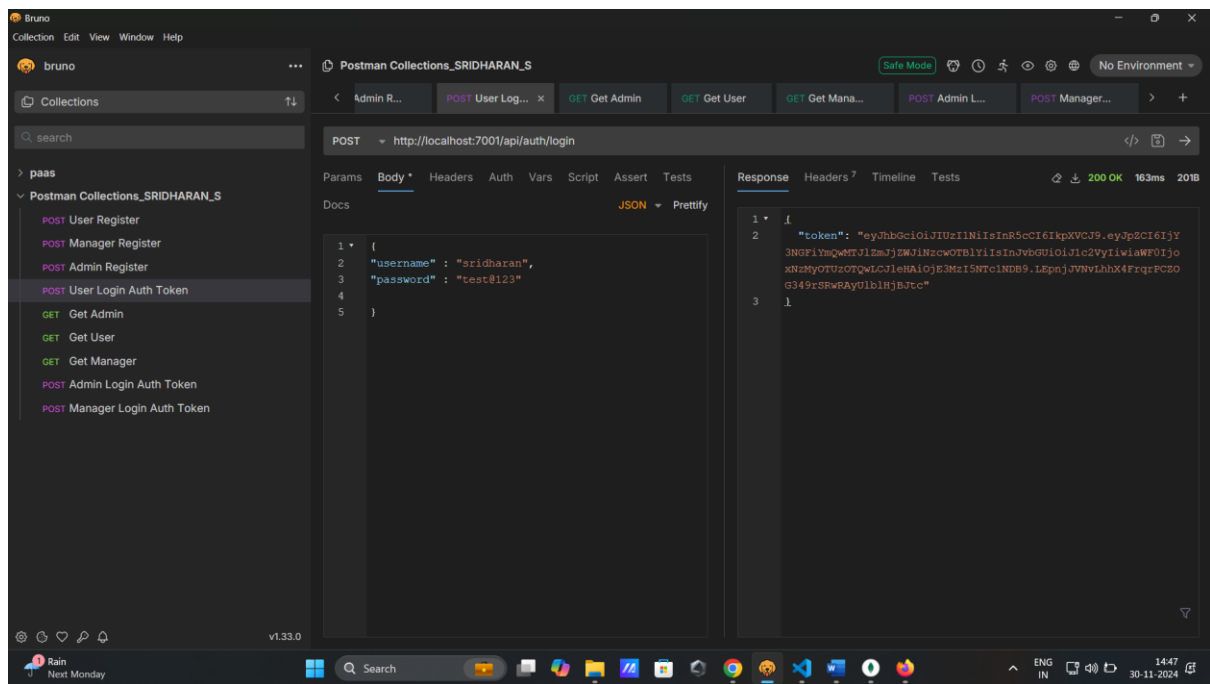 Bruno
Collection Edit View Window Help
bruno
Postman Collections_SRIDHARAN_S
Safe Mode
No Environment
Collections
Admin R...
POST User Log...
GET Get Admin
GET Get User
GET Get Mana...
POST Admin L...
POST Manager...
search
POST http://localhost:7001/api/auth/login
paas
Postman Collections_SRIDHARAN_S
POST User Register
POST Manager Register
POST Admin Register
POST User Login Auth Token
GET Get Admin
GET Get User
GET Get Manager
POST Admin Login Auth Token
POST Manager Login Auth Token
Params Body Headers Auth Vars Script Assert Tests
Docs
JSON Prettify
1 {
2 "username" : "sridharan",
3 "password" : "test@123"
4
5 }
Response Headers 7 Timeline Tests
200 OK 163ms 201B
1 {
2 "token": "eyJhbGciOiJIUzI1NiIsInR5cCI6IkpXVCJ9.eyJpZCI6IjY
3NGFiYmQwMTJlZmJjZWJiNzcwOTBlYiIsInJvbGUiOiJ1c2VyIiwiaWF0Ijo
xNzMyOTUzOTQwLCJleHAiOjE3MzI5NTc1NDB9.LEpnjJVNvLhhX4FrqrPCZO
G349rSRwRAyUlblHjBJtc"
3 }
v1.33.0
1
Rain
Next Monday
Search
ENG
IN
14:47
30-11-2024